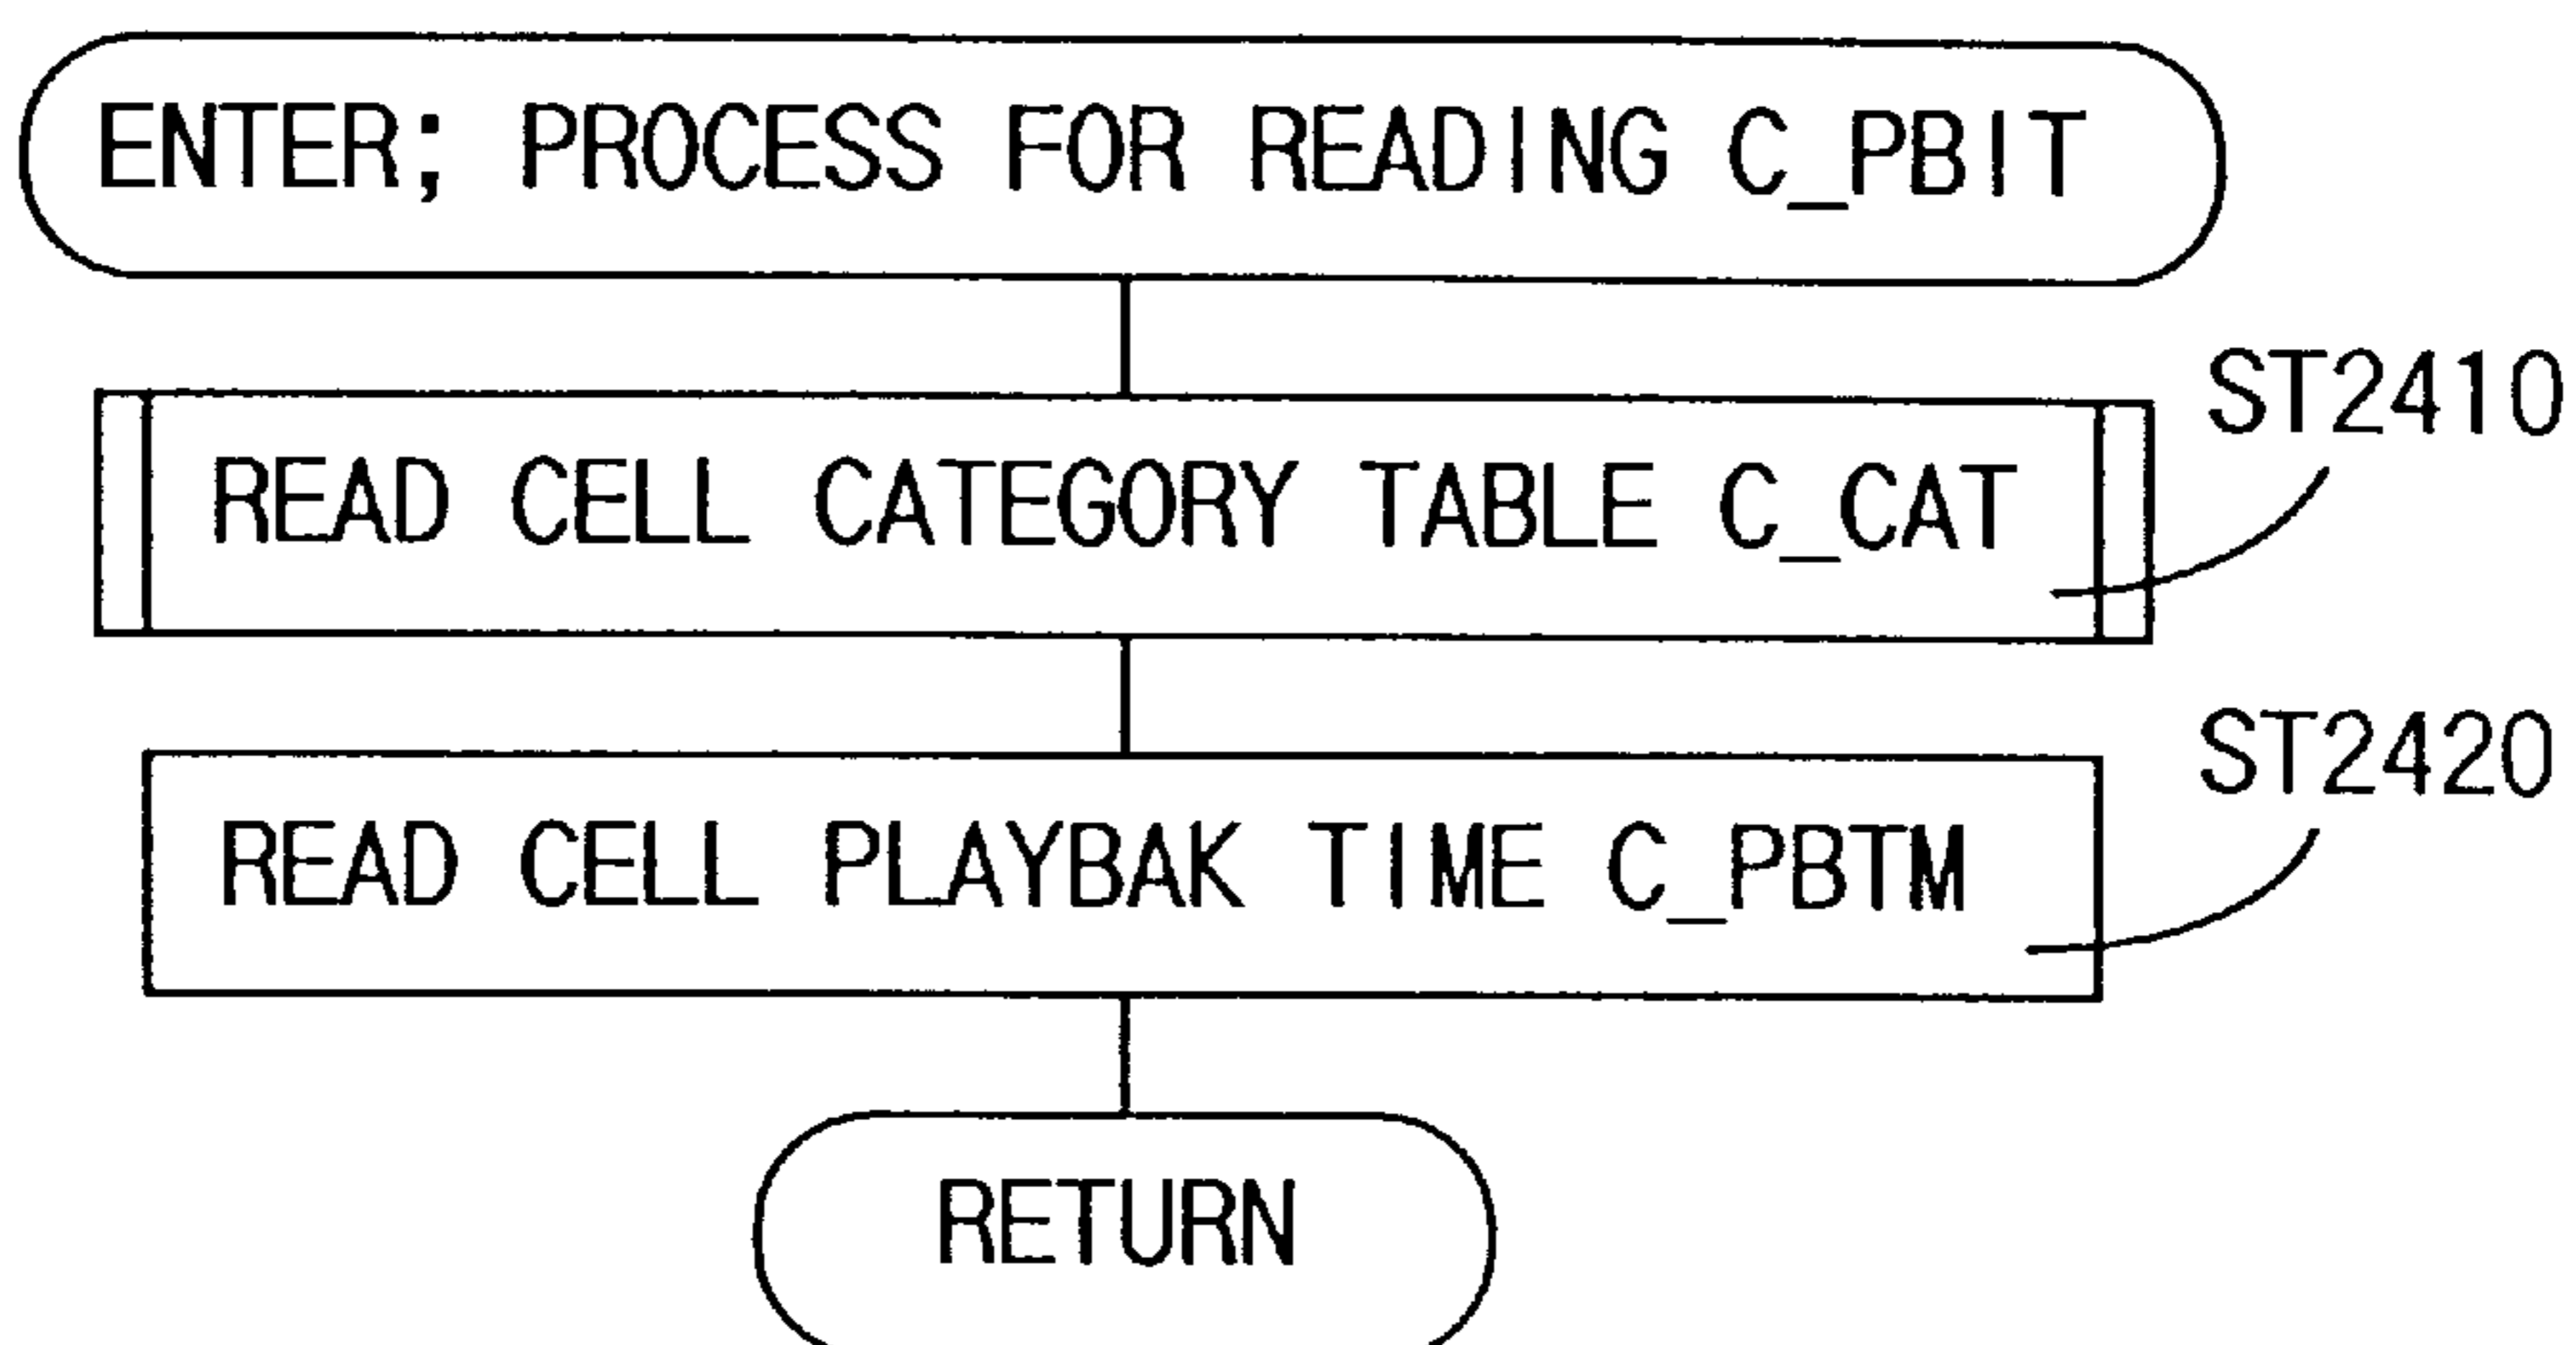 ENTER; PROCESS FOR READING C_PBIT
ST2410
READ CELL CATEGORY TABLE C_CAT
ST2420
READ CELL PLAYBAK TIME C_PBTM
RETURN